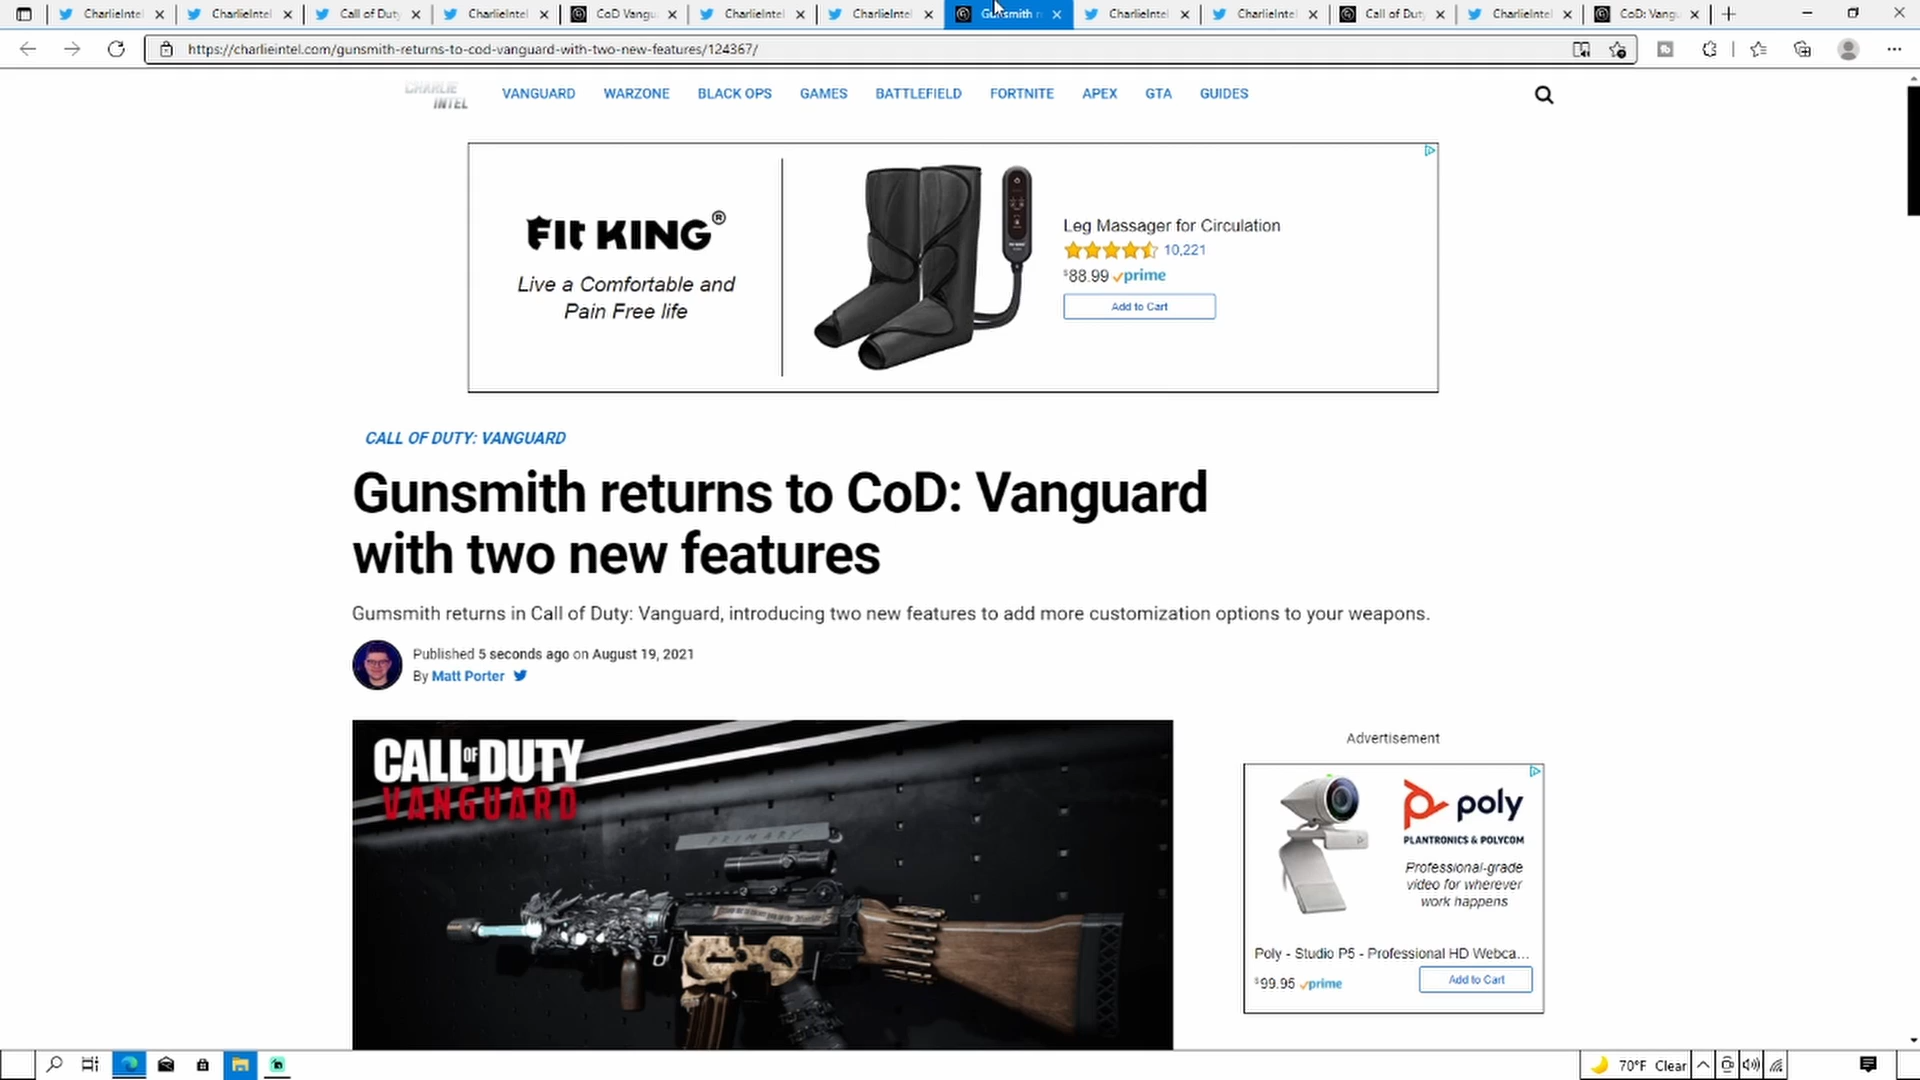 CharlieIntel
CharlieIntel
Call of Duty
CharlieIntel
CoD Vangu
CharlieIntel
CharlieIntel
Gunsmith r
CharlieIntel
CharlieIntel
Call of Dut
CharlieIntel
CoD: Vang
https://charlieintel.com/gunsmith-returns-to-cod-vanguard-with-two-new-features/124367/
CHARLIE
INTEL
VANGUARD WARZONE BLACK OPS GAMES BATTLEFIELD FORTNITE APEX GTA GUIDES
Fit KING®
Live a Comfortable and
Pain Free life
Leg Massager for Circulation
10,221
$88.99 prime
Add to Cart
CALL OF DUTY: VANGUARD
Gunsmith returns to CoD: Vanguard
with two new features
Gumsmith returns in Call of Duty: Vanguard, introducing two new features to add more customization options to your weapons.
Published 5 seconds ago on August 19, 2021
By Matt Porter
CALL OF DUTY
VANGUARD
PRIMARY
Advertisement
poly
PLANTRONICS & POLYCOM
Professional-grade
video for wherever
work happens
Poly - Studio P5 - Professional HD Webca...
$99.95 prime
Add to Cart
70°F Clear